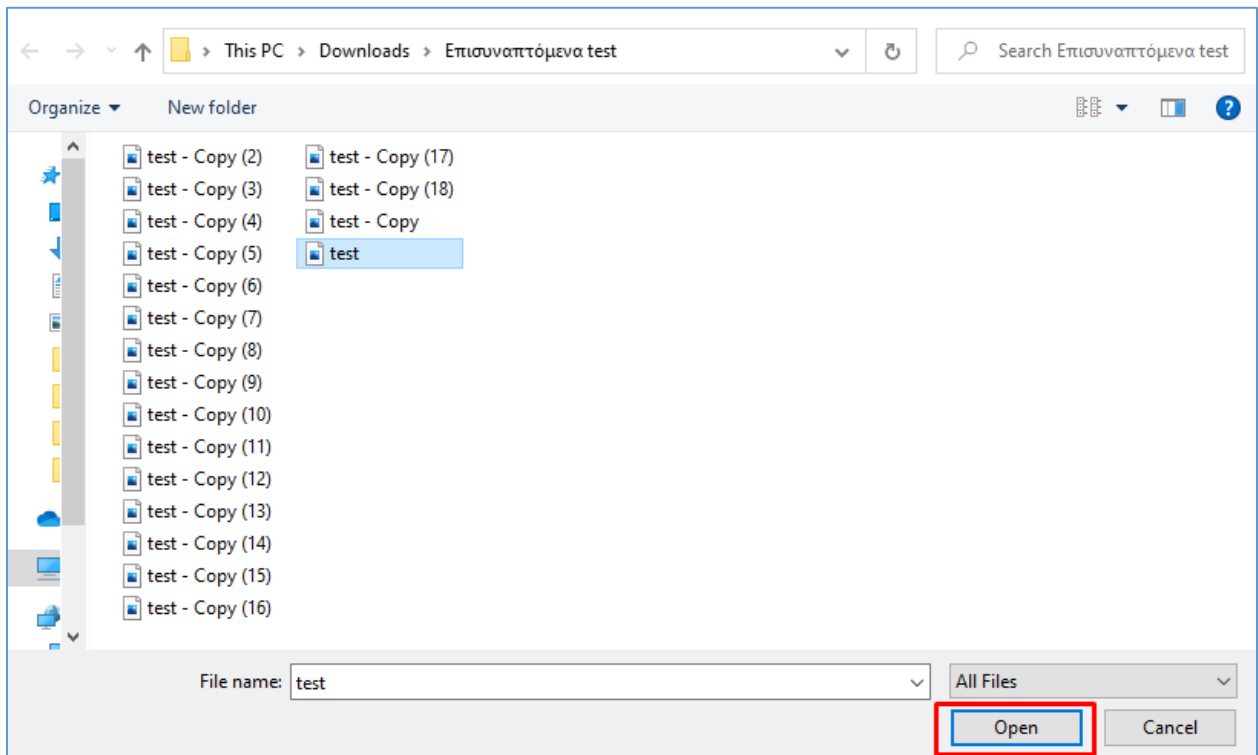 This PC > Downloads > Επισυναπτόμενα test
Search Επισυναπτόμενα test
Organize
New folder
?
test - Copy (2)
test - Copy (3)
test - Copy (4)
test - Copy (5)
test - Copy (6)
test - Copy (7)
test - Copy (8)
test - Copy (9)
test - Copy (10)
test - Copy (11)
test - Copy (12)
test - Copy (13)
test - Copy (14)
test - Copy (15)
test - Copy (16)
test - Copy (17)
test - Copy (18)
test - Copy
test
File name: test
All Files
Open
Cancel